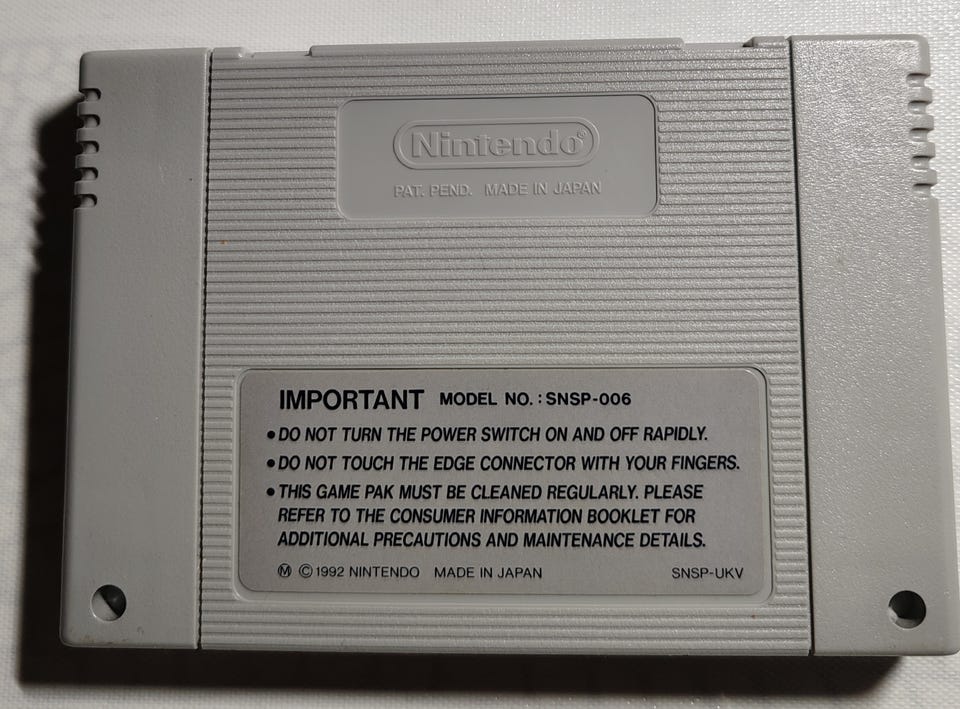 Nintendo®
PAT. PEND. MADE IN JAPAN
IMPORTANT MODEL NO. : SNSP-006
• DO NOT TURN THE POWER SWITCH ON AND OFF RAPIDLY.
• DO NOT TOUCH THE EDGE CONNECTOR WITH YOUR FINGERS.
• THIS GAME PAK MUST BE CLEANED REGULARLY. PLEASE
REFER TO THE CONSUMER INFORMATION BOOKLET FOR
ADDITIONAL PRECAUTIONS AND MAINTENANCE DETAILS.
Ⓜ © 1992 NINTENDO MADE IN JAPAN SNSP-UKV